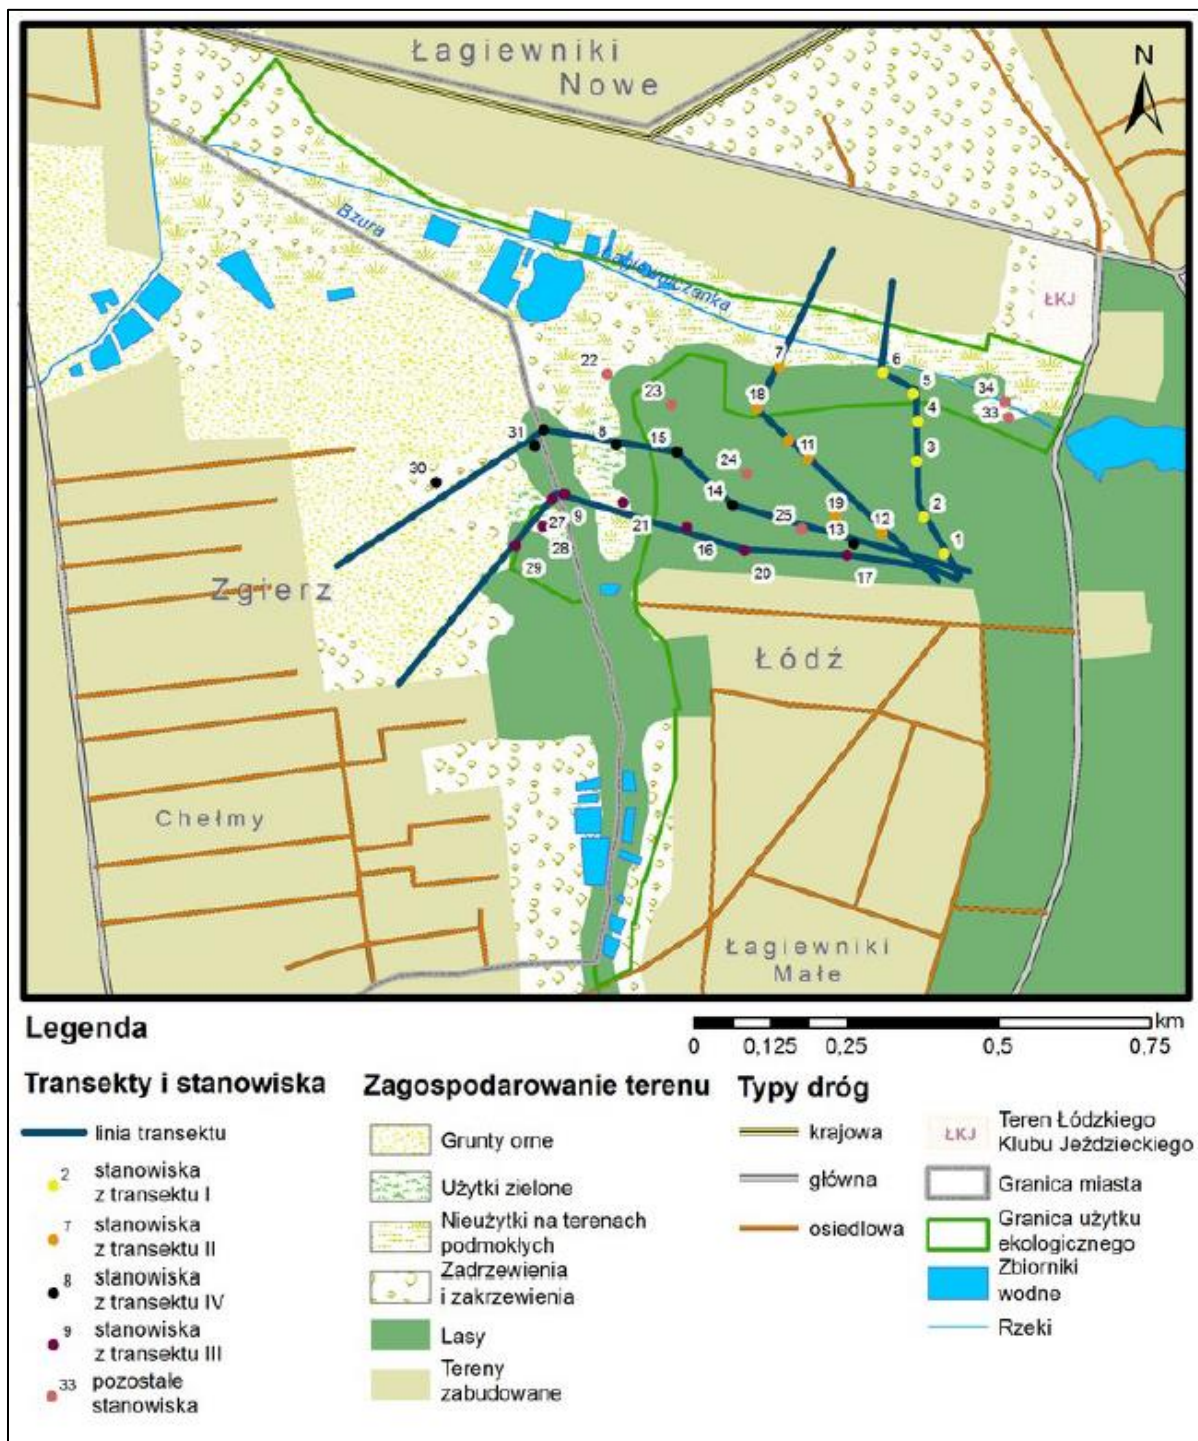 Łagiewniki
Nowe
N
Bzura
Łagiewniczanka
ŁKJ
7
6
5
34
22
18
4
33
23
3
31
8
15
11
24
30
14
19
2
25
13
12
1
9
27
21
28
16
29
20
17
Zgierz
Łódź
Chełmy
Łagiewniki
Małe
Legenda
km
0 0,125 0,25 0,5 0,75
Transekty i stanowiska
linia transektu
2 stanowiska
z transektu I
7 stanowiska
z transektu II
8 stanowiska
z transektu IV
9 stanowiska
z transektu III
33 pozostałe
stanowiska
Zagospodarowanie terenu
Grunty orne
Użytki zielone
Nieużytki na terenach
podmokłych
Zadrzewienia
i zakrzewienia
Lasy
Tereny
zabudowane
Typy dróg
krajowa
główna
osiedlowa
ŁKJ Teren Łódzkiego
Klubu Jeździeckiego
Granica miasta
Granica użytku
ekologicznego
Zbiorniki
wodne
Rzeki